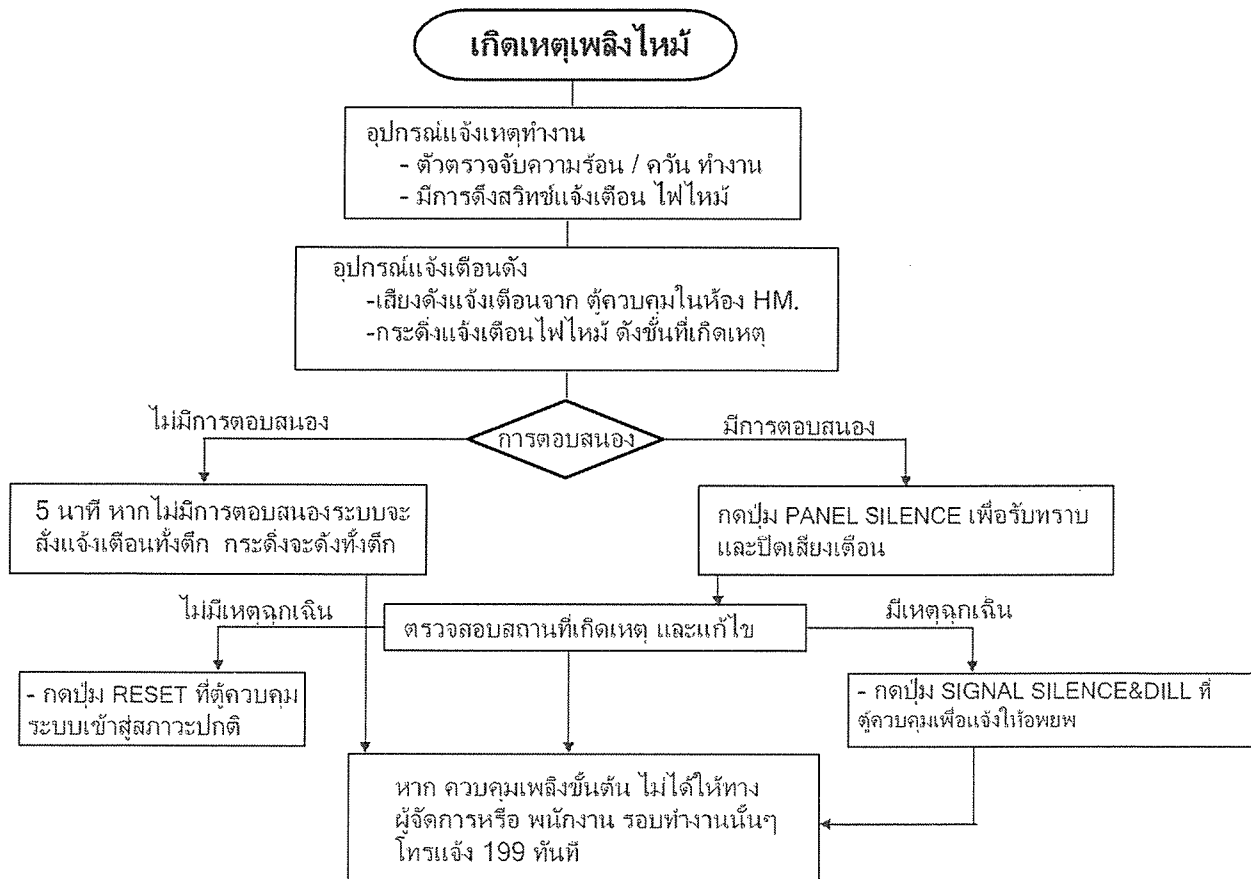 เกิดเหตุเพลิงไหม้
อุปกรณ์แจ้งเหตุทำงาน
- ตัวตรวจจับความร้อน / ควัน ทำงาน
- มีการดึงสวิทช์แจ้งเตือน ไฟไหม้
อุปกรณ์แจ้งเตือนดัง
-เสียงดังแจ้งเตือนจาก ตู้ควบคุมในห้อง HM.
-กระดิ่งแจ้งเตือนไฟไหม้ ดังชั้นที่เกิดเหตุ
ไม่มีการตอบสนอง
การตอบสนอง
มีการตอบสนอง
5 นาที หากไม่มีการตอบสนองระบบจะ
สั่งแจ้งเตือนทั้งตึก กระดิ่งจะดังทั้งตึก
กดปุ่ม PANEL SILENCE เพื่อรับทราบ
และปิดเสียงเตือน
ไม่มีเหตุฉุกเฉิน
ตรวจสอบสถานที่เกิดเหตุ และแก้ไข
มีเหตุฉุกเฉิน
- กดปุ่ม RESET ที่ตู้ควบคุม
ระบบเข้าสู่สภาวะปกติ
- กดปุ่ม SIGNAL SILENCE&DILL ที่
ตู้ควบคุมเพื่อแจ้งให้อพยพ
หาก ควบคุมเพลิงขั้นต้น ไม่ได้ให้ทาง
ผู้จัดการหรือ พนักงาน รอบทำงานนั้นๆ
โทรแจ้ง 199 ทันที